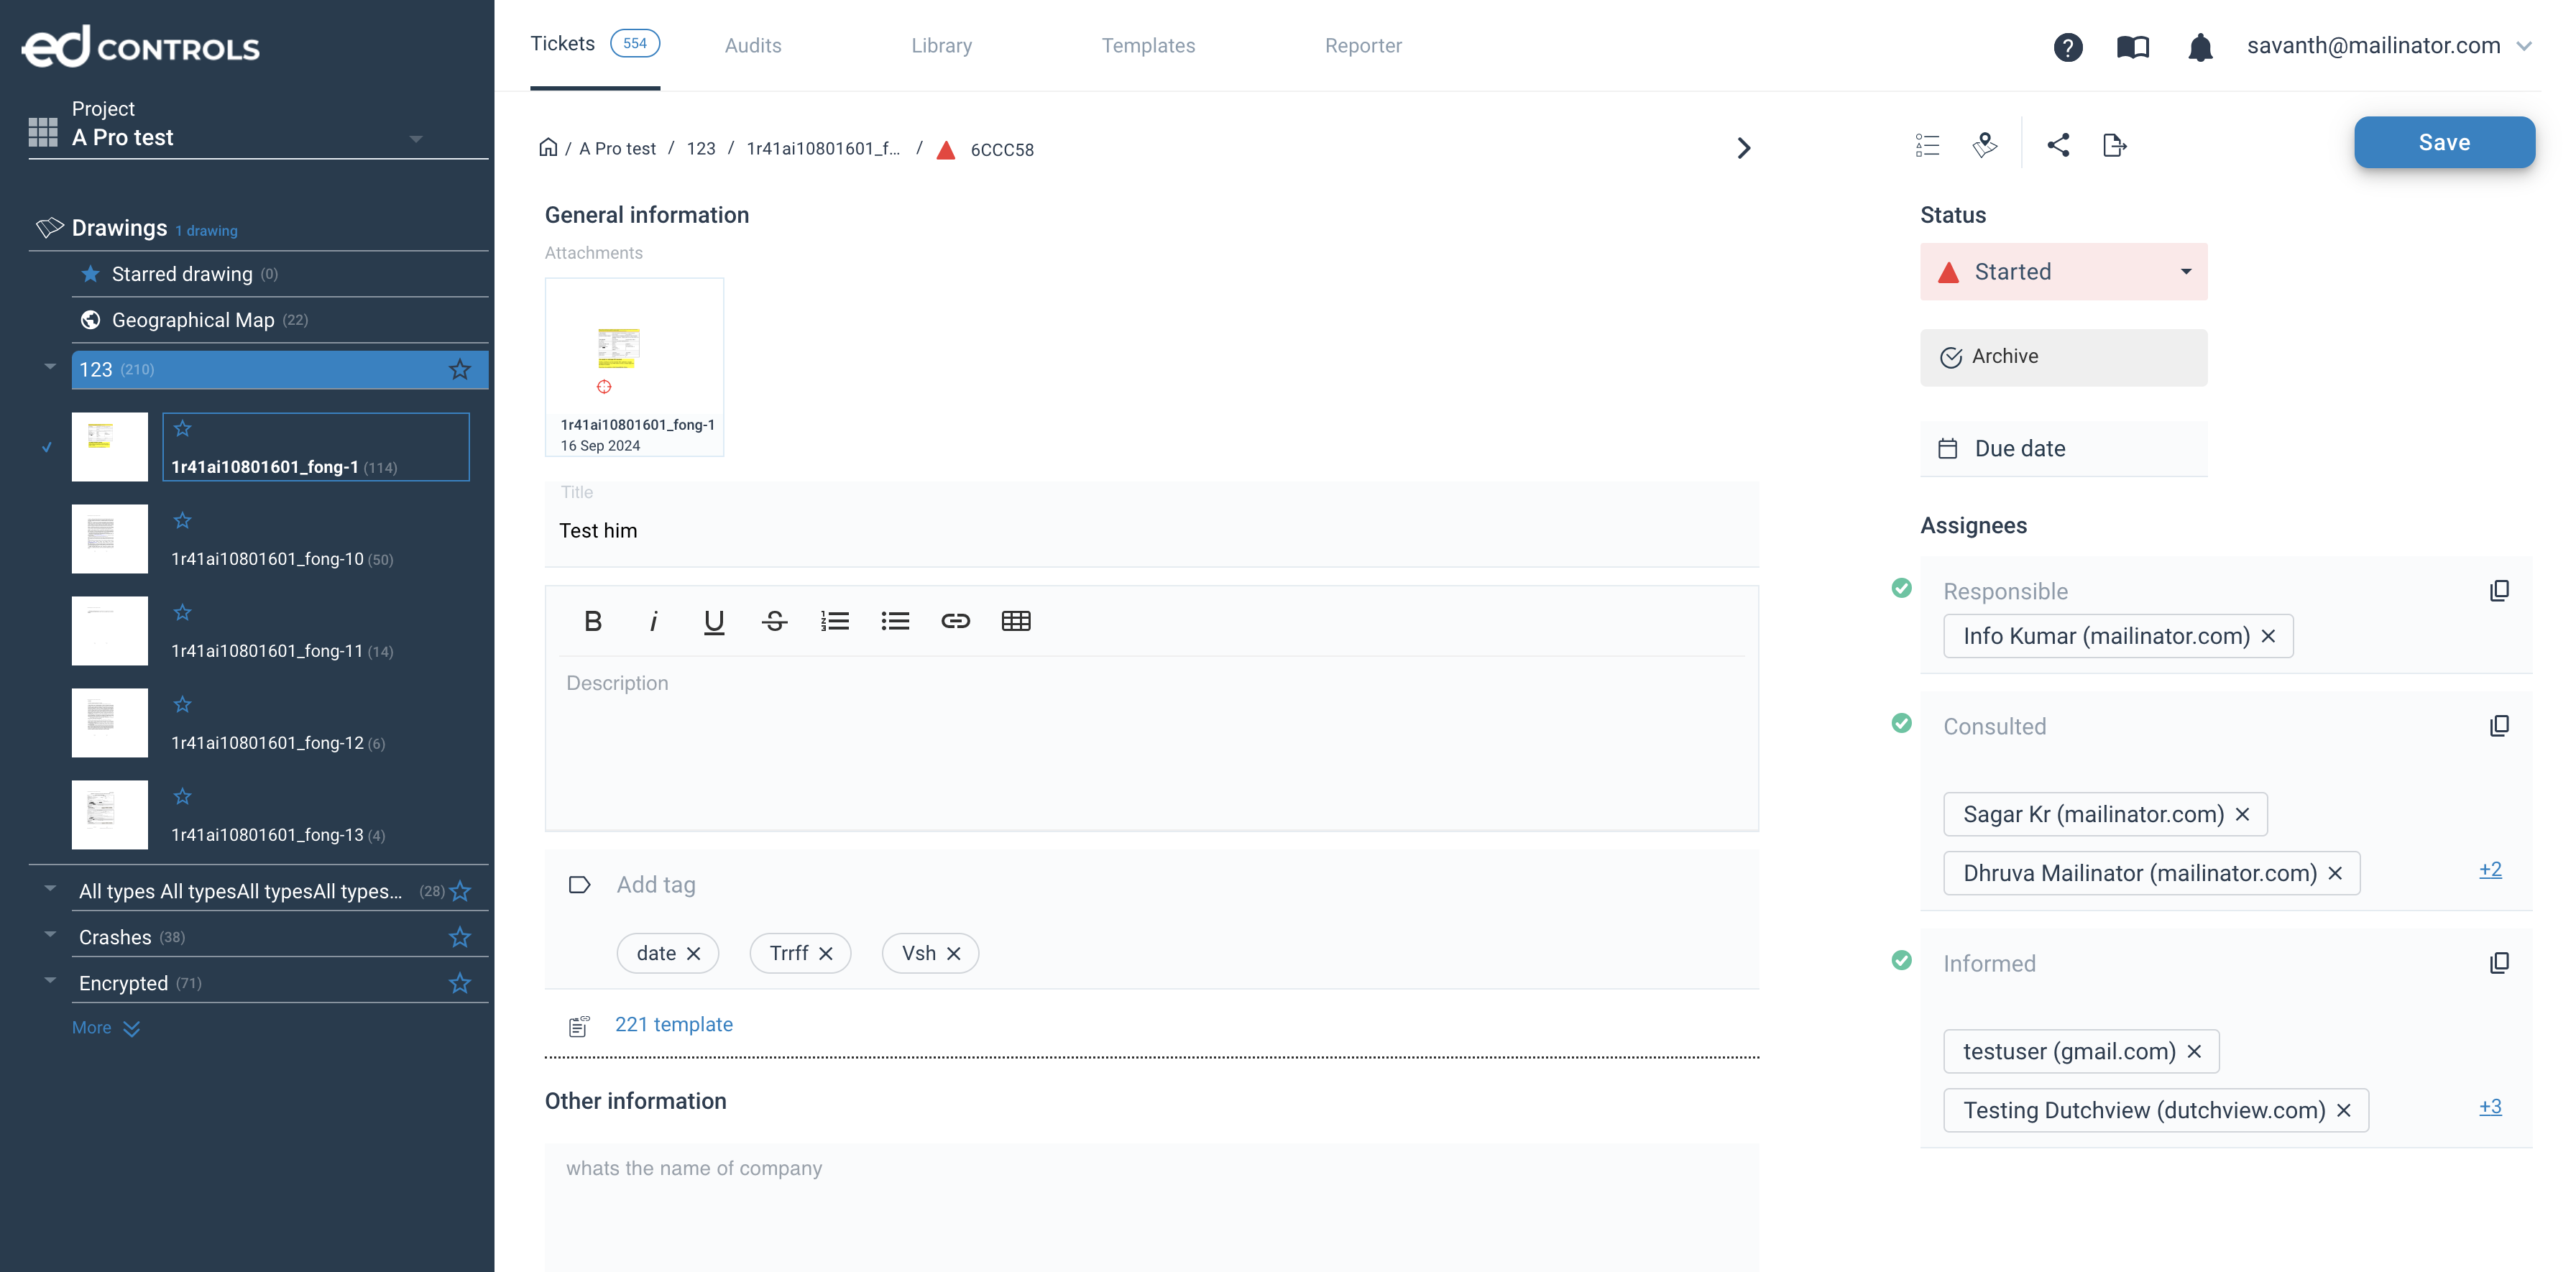 ed CONTROLS
Project
A Pro test
Drawings 1 drawing
Starred drawing (0)
Geographical Map (22)
123 (210)
1r41ai10801601_fong-1 (114)
1r41ai10801601_fong-10 (50)
1r41ai10801601_fong-11 (14)
1r41ai10801601_fong-12 (6)
1r41ai10801601_fong-13 (4)
All types All typesAll typesAll types... (28)
Crashes (38)
Encrypted (71)
More
Tickets 554 Audits Library Templates Reporter
savanth@mailinator.com
/ A Pro test / 123 / 1r41ai10801601_f... / 6CCC58
Save
General information
Attachments
1r41ai10801601_fong-1
16 Sep 2024
Title
Test him
B i U S
Description
Add tag
date Trrff Vsh
221 template
Other information
whats the name of company
Status
Started
Archive
Due date
Assignees
Responsible
Info Kumar (mailinator.com)
Consulted
Sagar Kr (mailinator.com)
Dhruva Mailinator (mailinator.com) +2
Informed
testuser (gmail.com)
Testing Dutchview (dutchview.com) +3